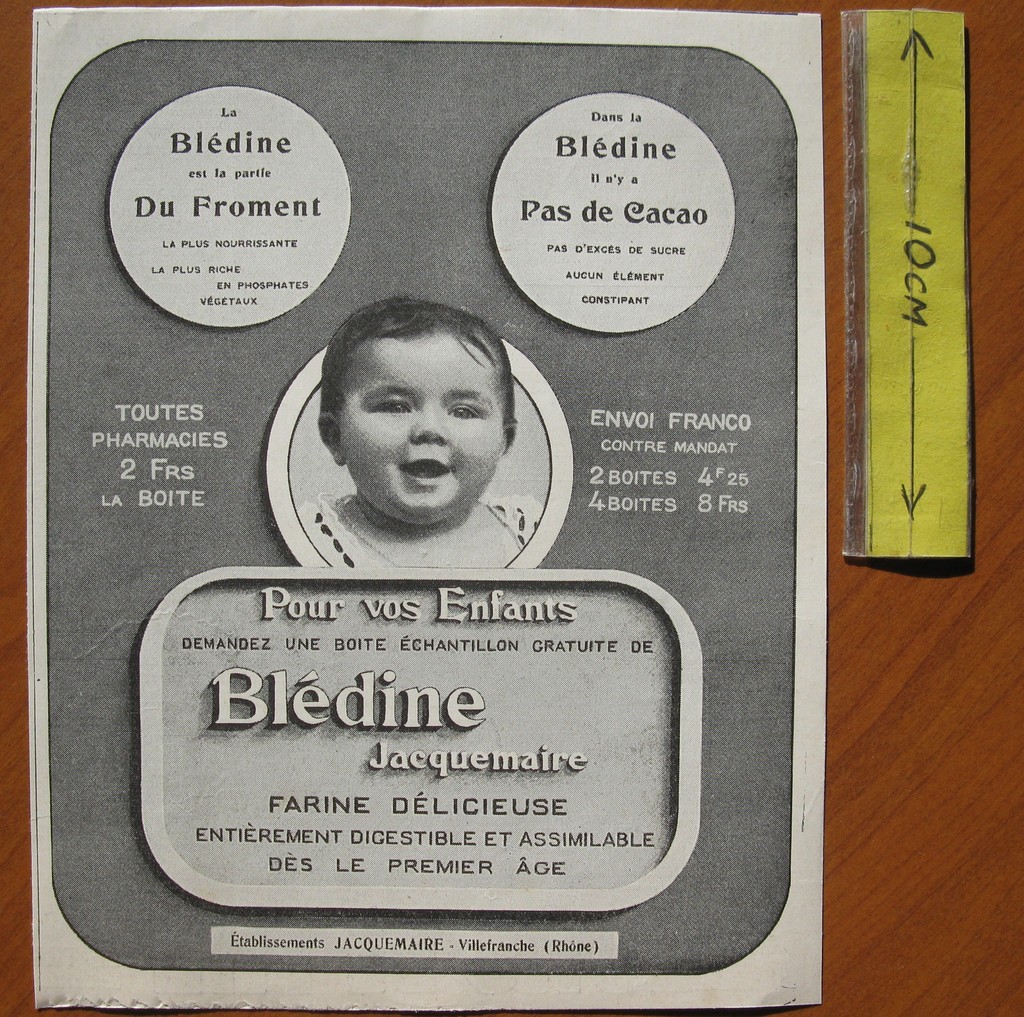 La
Blédine
est la partie
Du Froment
LA PLUS NOURRISSANTE
LA PLUS RICHE
EN PHOSPHATES
VÉGÉTAUX
Dans la
Blédine
il n'y a
Pas de Cacao
PAS D'EXCÉS DE SUCRE
AUCUN ÉLÉMENT
CONSTIPANT
TOUTES
PHARMACIES
2 FRS
LA BOITE
ENVOI FRANCO
CONTRE MANDAT
2 BOITES 4F 25
4 BOITES 8 FRS
Pour vos Enfants
DEMANDEZ UNE BOITE ÉCHANTILLON GRATUITE DE
Blédine
Jacquemaire
FARINE DÉLICIEUSE
ENTIÈREMENT DIGESTIBLE ET ASSIMILABLE
DÈS LE PREMIER ÂGE
Établissements JACQUEMAIRE - Villefranche (Rhône)
10CM